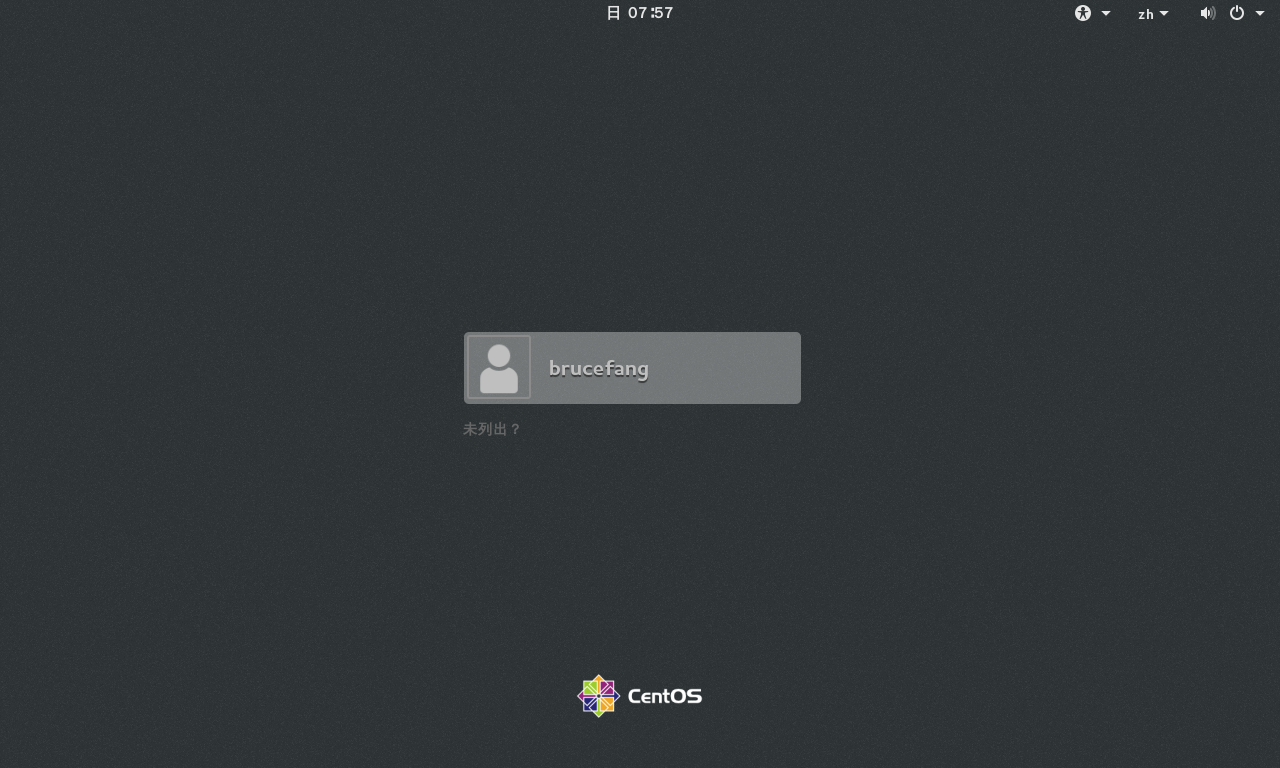 日 07:57
zh
brucefang
未列出？
CentOS